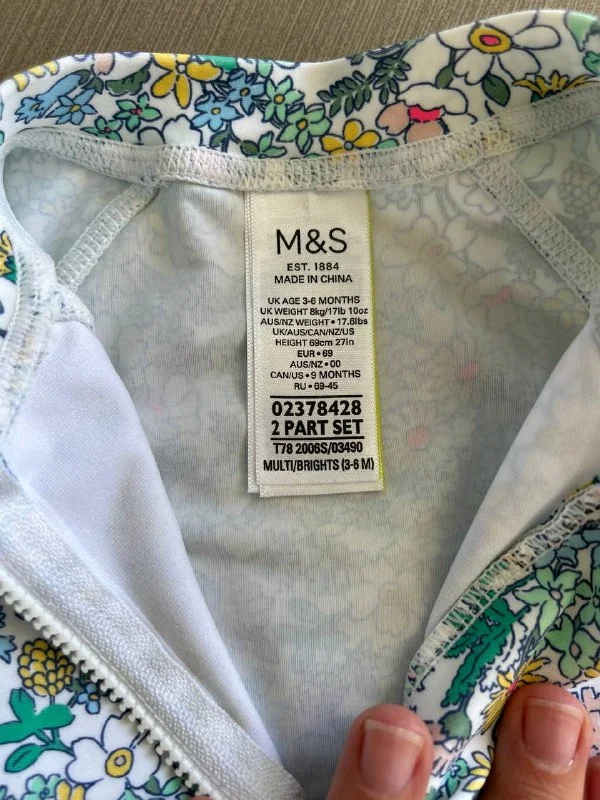 M&S
EST. 1884
MADE IN CHINA
UK AGE 3-6 MONTHS
UK WEIGHT 8kg/17lb 10oz
AUS/NZ WEIGHT • 17.6lbs
UK/AUS/CAN/NZ/US
HEIGHT 69cm 27in
EUR • 69
AUS/NZ • 00
CAN/US • 9 MONTHS
RU • 69-45
02378428
2 PART SET
T78 2006S/03490
MULTI/BRIGHTS (3-6 M)